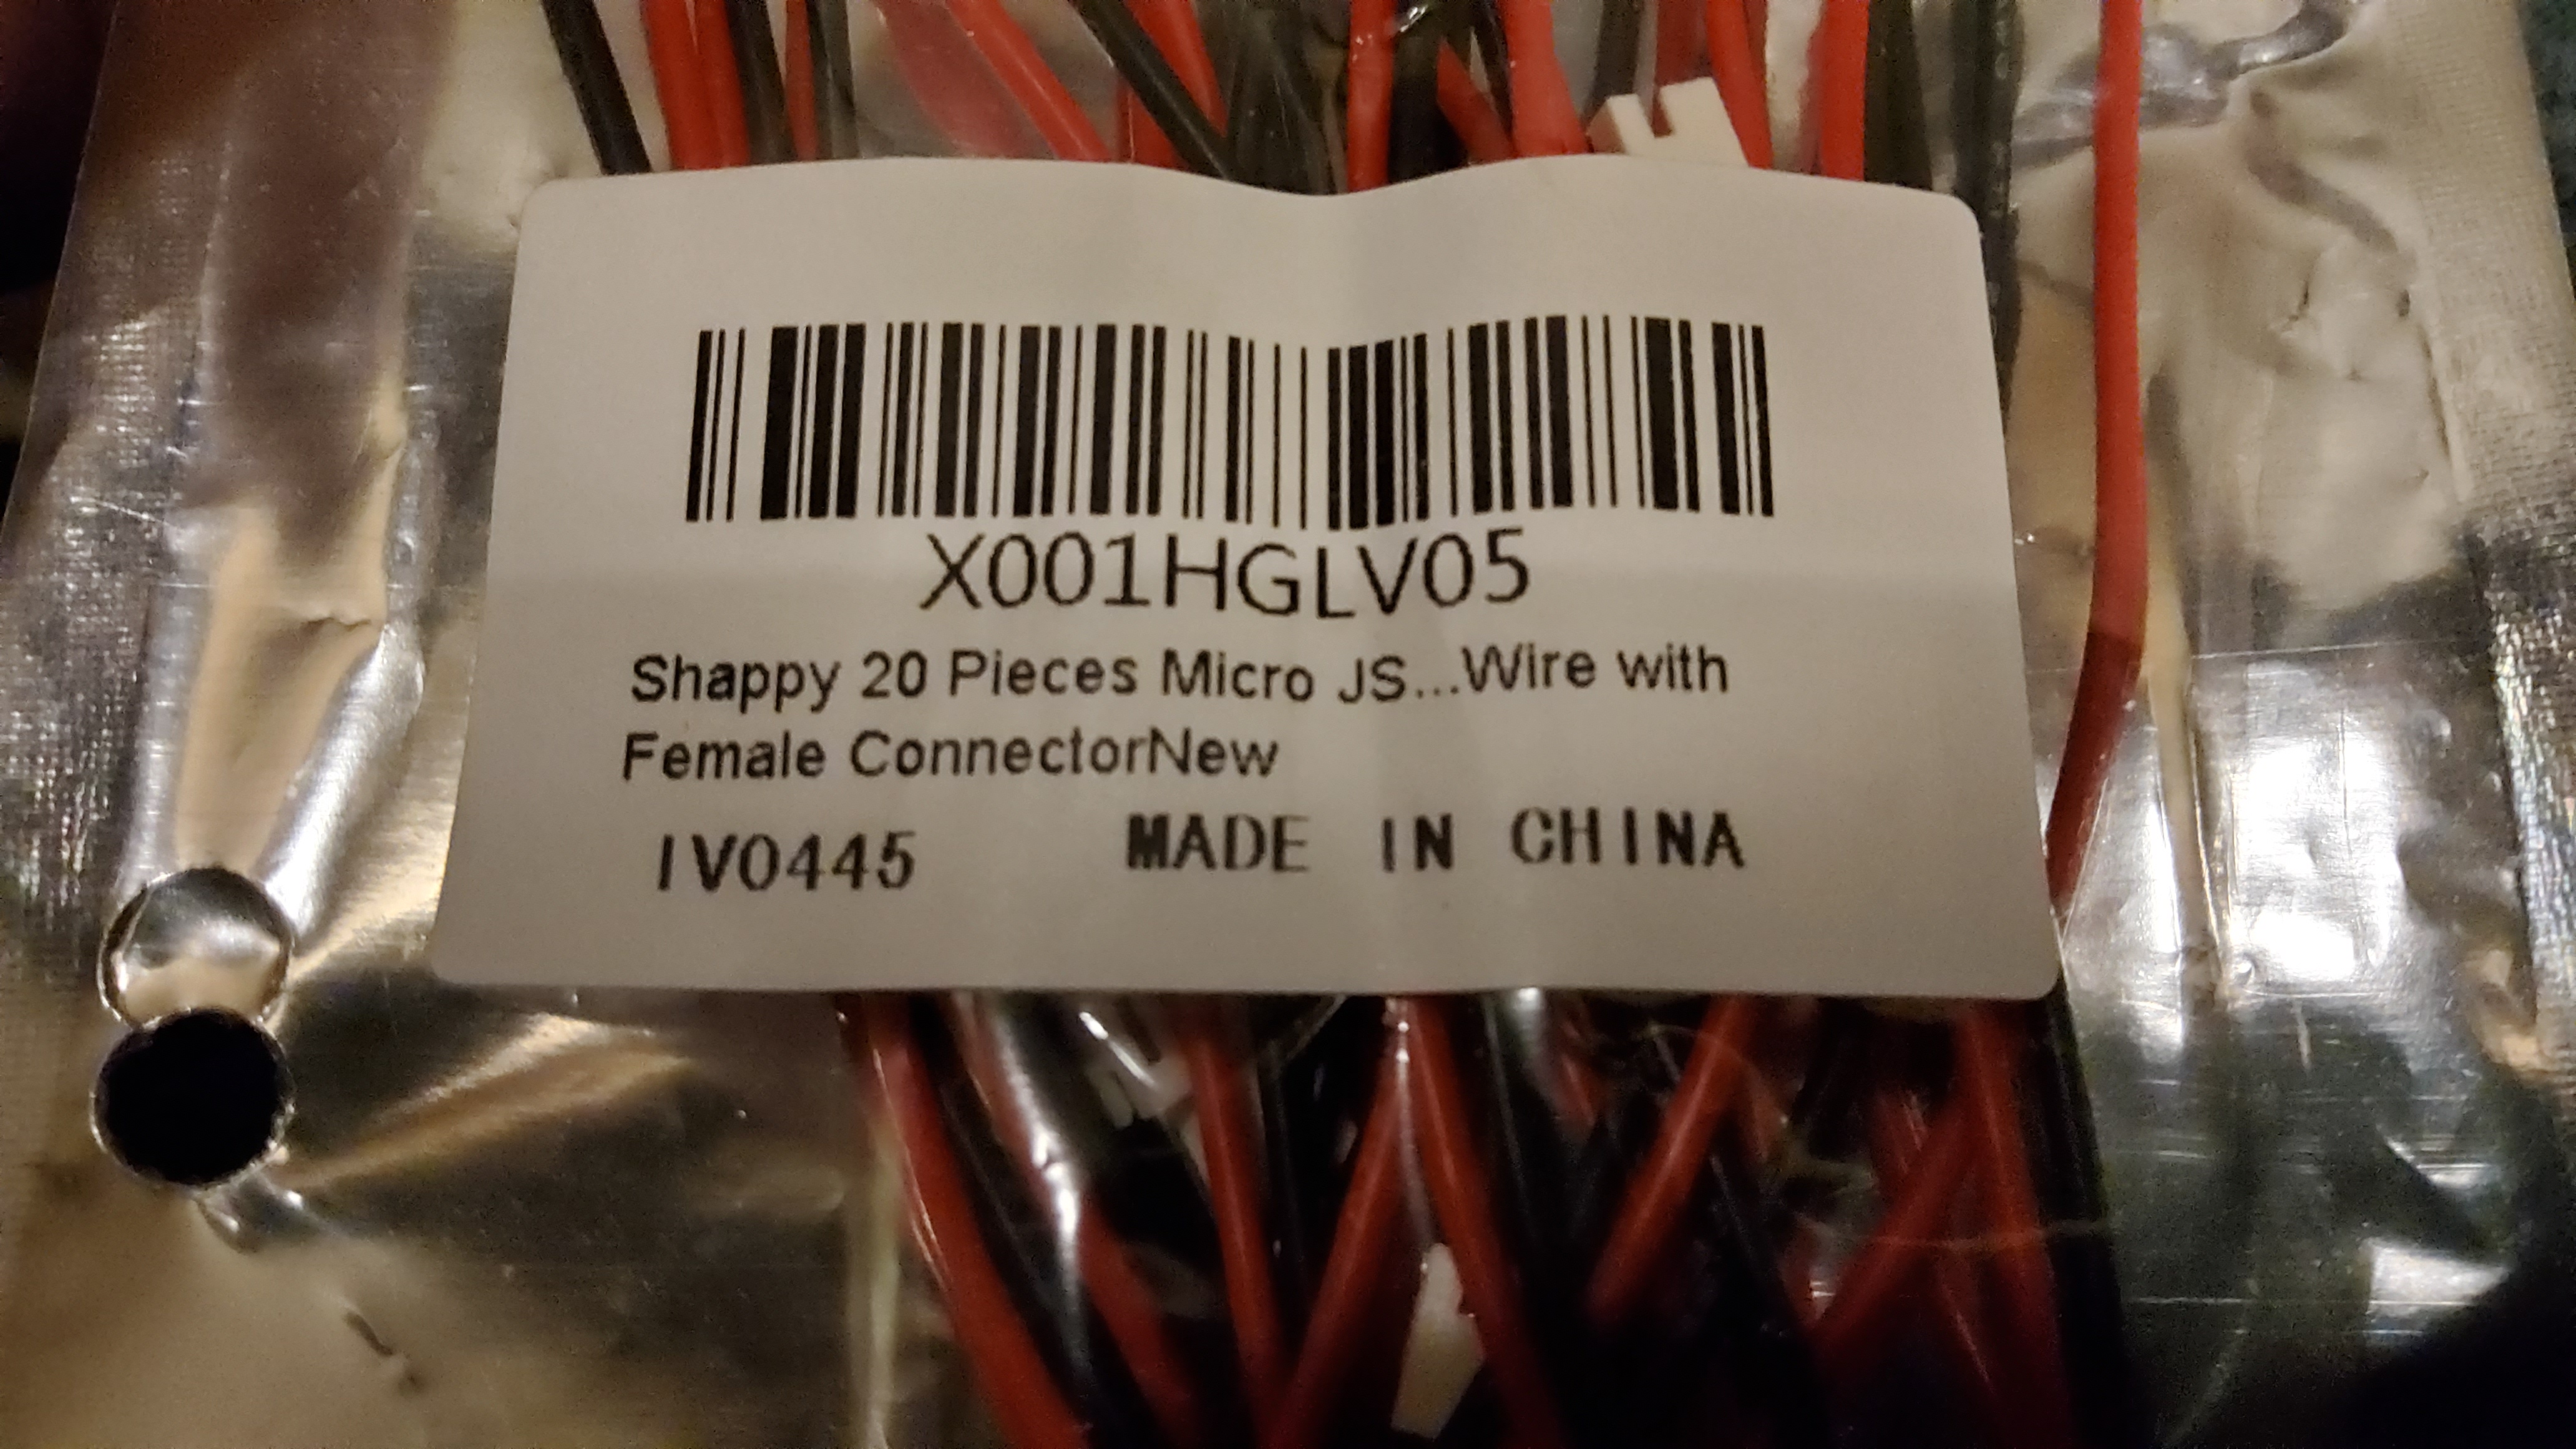 X001HGLV05
Shappy 20 Pieces Micro JS...Wire with
Female ConnectorNew
IV0445 MADE IN CHINA